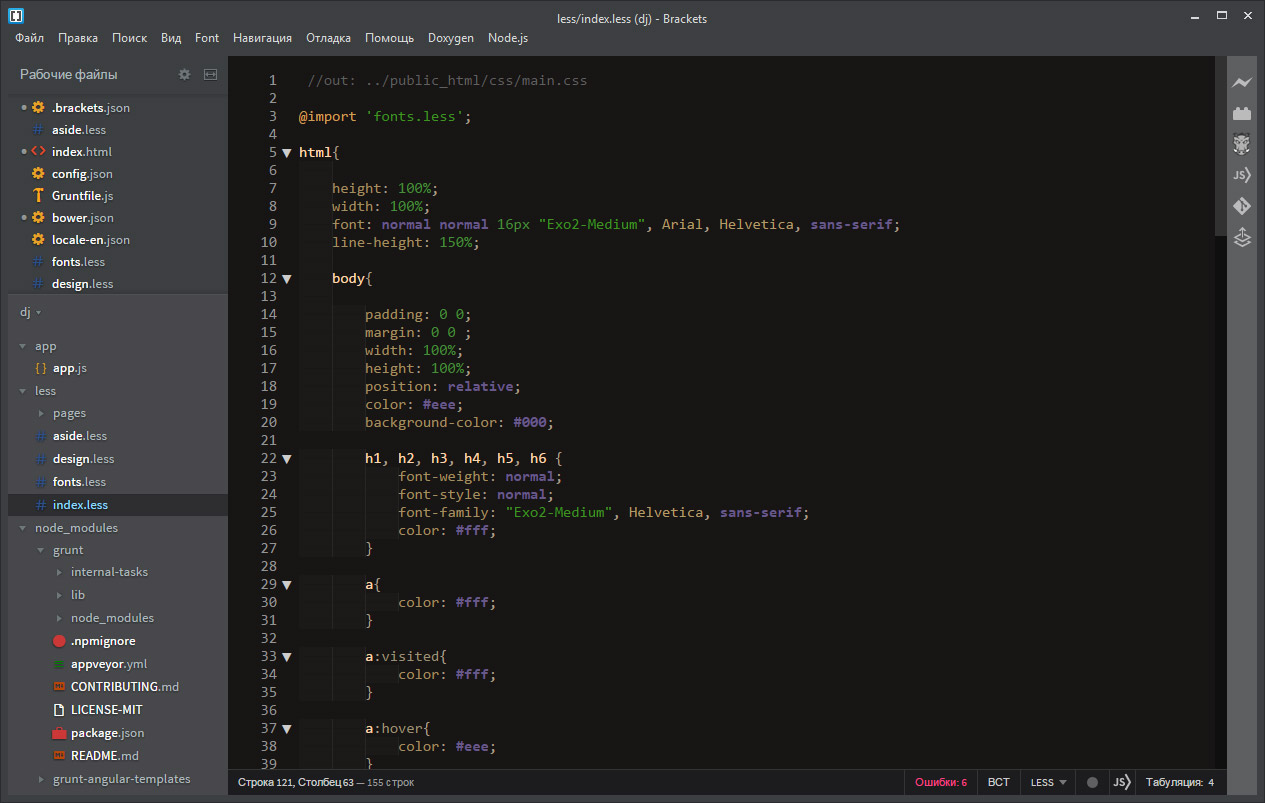 less/index.less (dj) - Brackets
Файл Правка Поиск Вид Font Навигация Отладка Помощь Doxygen Node.js
Рабочие файлы
.brackets.json
# aside.less
<> index.html
config.json
Gruntfile.js
bower.json
locale-en.json
# fonts.less
# design.less
dj
app
{ } app.js
less
pages
# aside.less
# design.less
# fonts.less
# index.less
node_modules
grunt
internal-tasks
lib
node_modules
.npmignore
appveyor.yml
CONTRIBUTING.md
LICENSE-MIT
package.json
README.md
grunt-angular-templates
1 //out: ../public_html/css/main.css
2
3 @import 'fonts.less';
4
5 html{
6
7 height: 100%;
8 width: 100%;
9 font: normal normal 16px "Exo2-Medium", Arial, Helvetica, sans-serif;
10 line-height: 150%;
11
12 body{
13
14 padding: 0 0;
15 margin: 0 0 ;
16 width: 100%;
17 height: 100%;
18 position: relative;
19 color: #eee;
20 background-color: #000;
21
22 h1, h2, h3, h4, h5, h6 {
23 font-weight: normal;
24 font-style: normal;
25 font-family: "Exo2-Medium", Helvetica, sans-serif;
26 color: #fff;
27 }
28
29 a{
30 color: #fff;
31 }
32
33 a:visited{
34 color: #fff;
35 }
36
37 a:hover{
38 color: #eee;
39 }
JS
Строка 121, Столбец 63 — 155 строк Ошибки: 6 ВСТ LESS JS Табуляция: 4